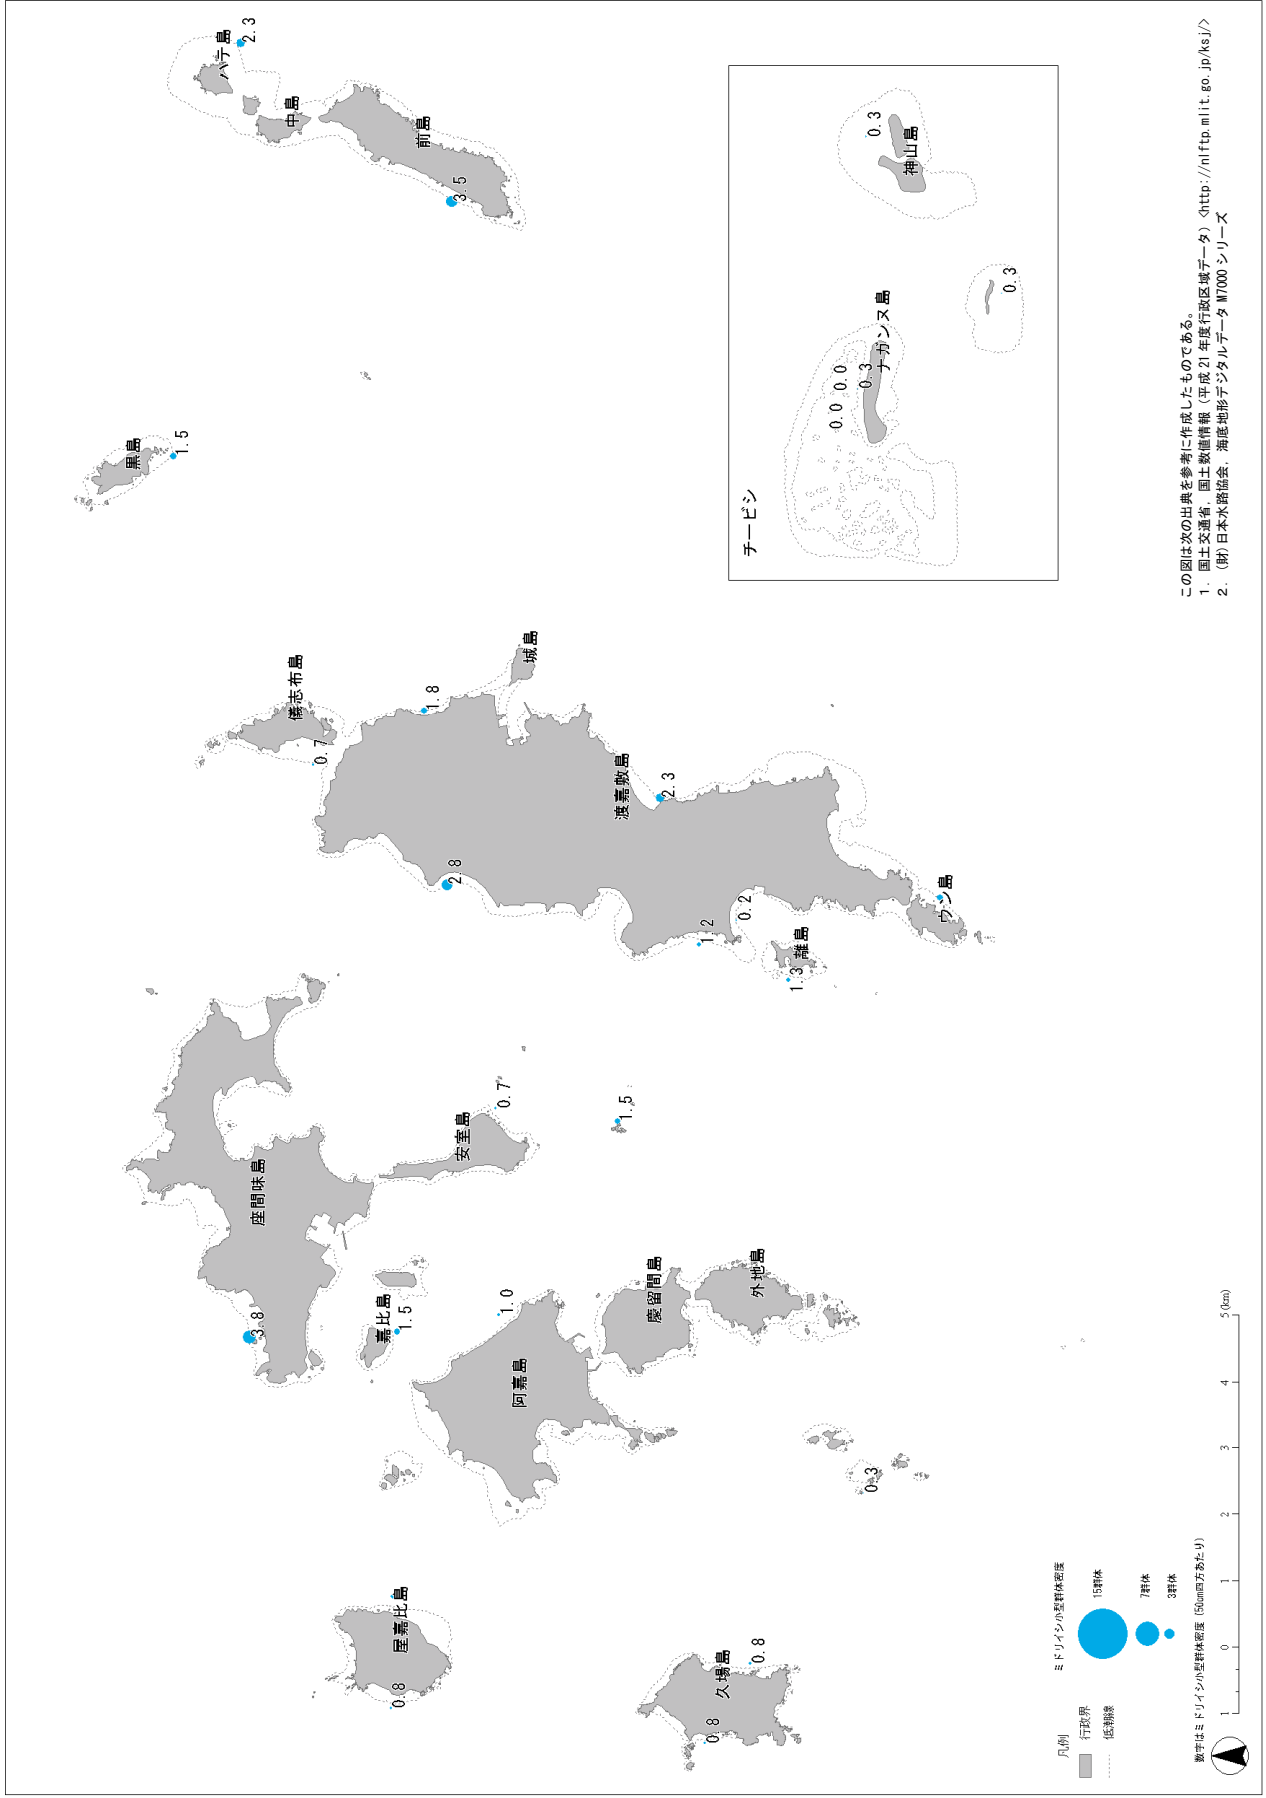 ハテ島
2.3
中島
前島
3.5
黒島
1.5
儀志布島
0.7
1.8
城島
渡嘉敷島
2.3
2.8
1.2
0.2
離島
1.3
ウン島
座間味島
3.8
安室島
0.7
1.5
嘉比島
1.5
1.0
阿嘉島
慶留間島
外地島
0.3
屋嘉比島
0.8
久場島
0.8
0.8
チービシ
0.0
0.0
0.3
ナガンヌ島
神山島
0.3
0.3
凡例
行政界
低潮線
ミドリイシ小型群体密度
15群体
7群体
3群体
数字はミドリイシ小型群体密度（50cm四方あたり）
1 0 1 2 3 4 5(km)
この図は次の出典を参考に作成したものである。
1. 国土交通省, 国土数値情報（平成 21 年度行政区域データ）<http://nlftp.mlit.go.jp/ksj/>
2. （財）日本水路協会, 海底地形デジタルデータ M7000 シリーズ